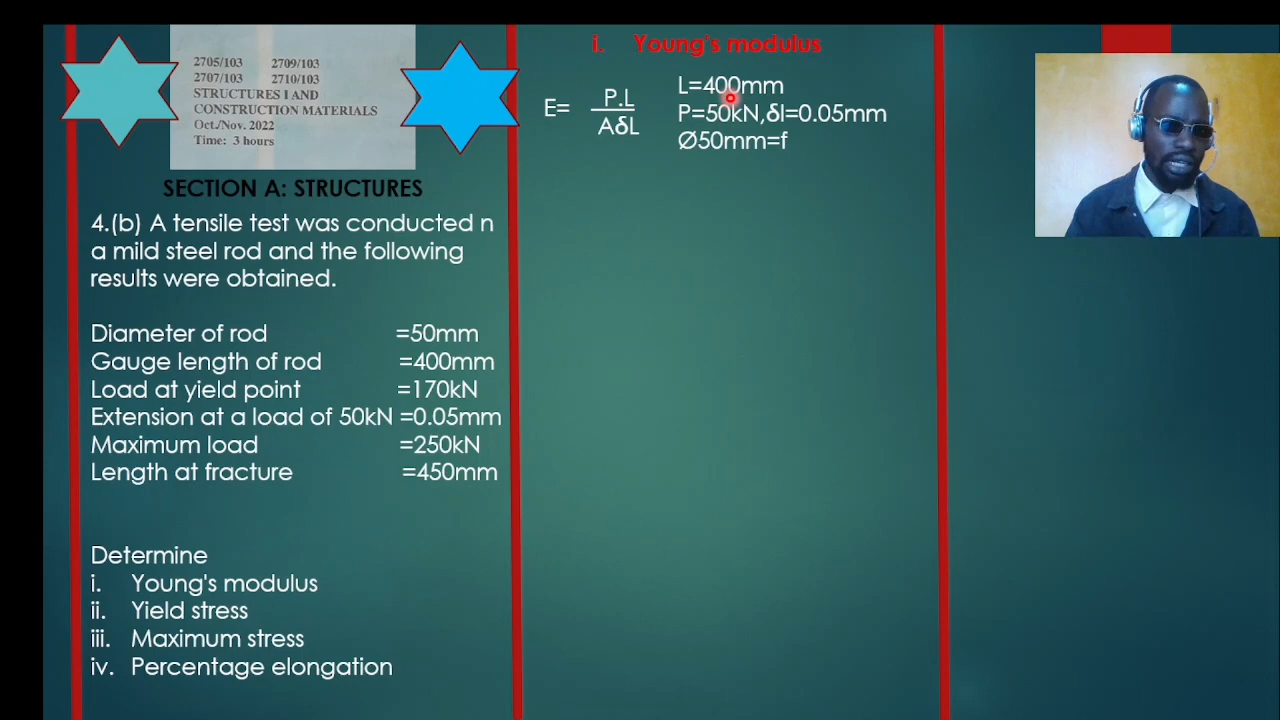 2705/103 2709/103
2707/103 2710/103
STRUCTURES I AND
CONSTRUCTION MATERIALS
Oct./Nov. 2022
Time: 3 hours
SECTION A: STRUCTURES
4.(b) A tensile test was conducted n
a mild steel rod and the following
results were obtained.
Diameter of rod =50mm
Gauge length of rod =400mm
Load at yield point =170kN
Extension at a load of 50kN =0.05mm
Maximum load =250kN
Length at fracture =450mm
Determine
i. Young's modulus
ii. Yield stress
iii. Maximum stress
iv. Percentage elongation
i. Young's modulus
E= P.L
AδL
L=400mm
P=50kN,δl=0.05mm
Ø50mm=f